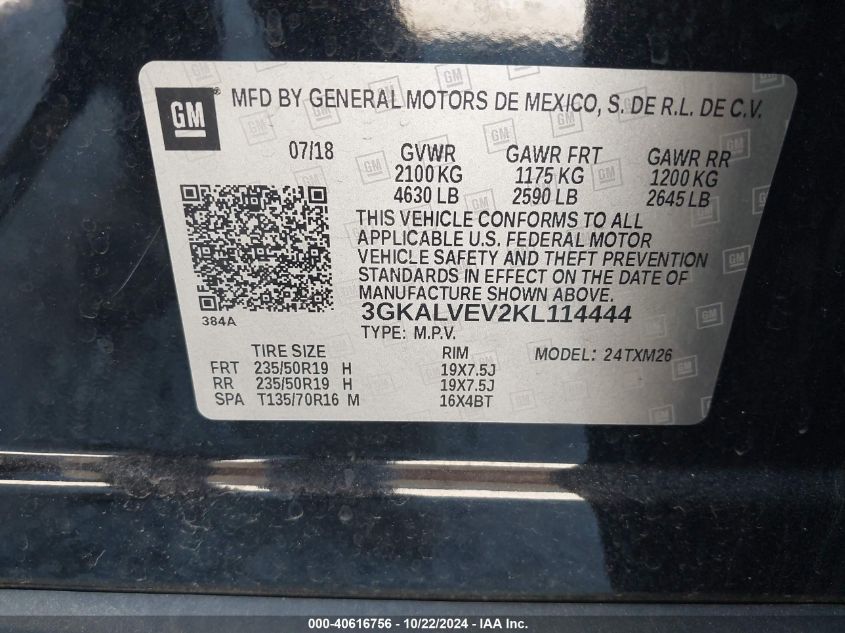 GM ® MFD BY GENERAL MOTORS DE MEXICO, S. DE R.L. DE C.V.
07/18 GVWR GAWR FRT GAWR RR
2100 KG 1175 KG 1200 KG
4630 LB 2590 LB 2645 LB
THIS VEHICLE CONFORMS TO ALL
APPLICABLE U.S. FEDERAL MOTOR
VEHICLE SAFETY AND THEFT PREVENTION
STANDARDS IN EFFECT ON THE DATE OF
MANUFACTURE SHOWN ABOVE.
384A 3GKALVEV2KL114444
TYPE: M.P.V.
TIRE SIZE RIM MODEL: 24TXM26
FRT 235/50R19 H 19X7.5J
RR 235/50R19 H 19X7.5J
SPA T135/70R16 M 16X4BT
000-40616756 - 10/22/2024 - IAA Inc.